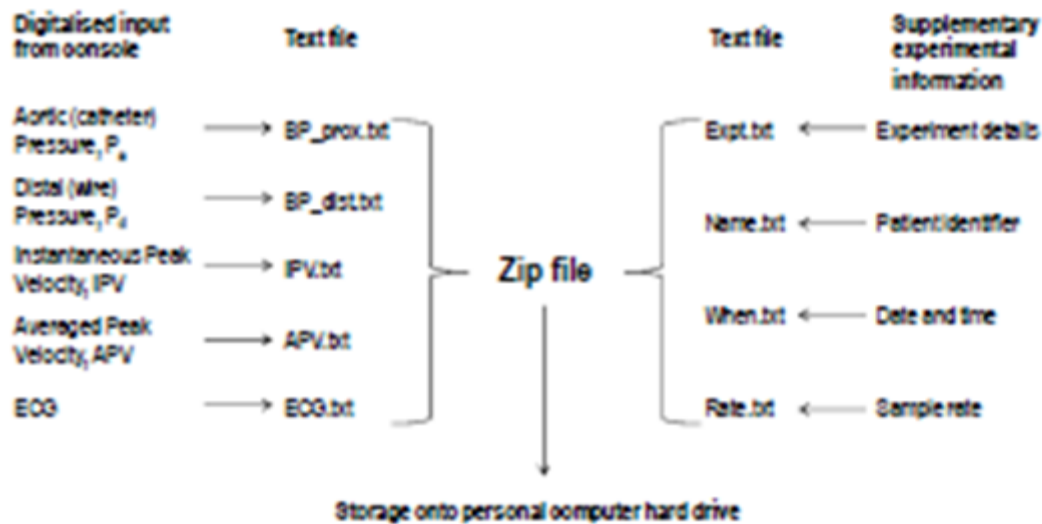 Digitalised input
from console
Text file
Text file
Supplementary
experimental
information
Aortic (catheter)
Pressure, Pa
BP_prox.txt
Expt.txt
Experiment details
Distal (wire)
Pressure, Pd
BP_dist.txt
Name.txt
Patient identifier
Instantaneous Peak
Velocity, IPV
IPV.txt
Zip file
When.txt
Date and time
Averaged Peak
Velocity, APV
APV.txt
ECG
ECG.txt
Rate.txt
Sample rate
Storage onto personal computer hard drive